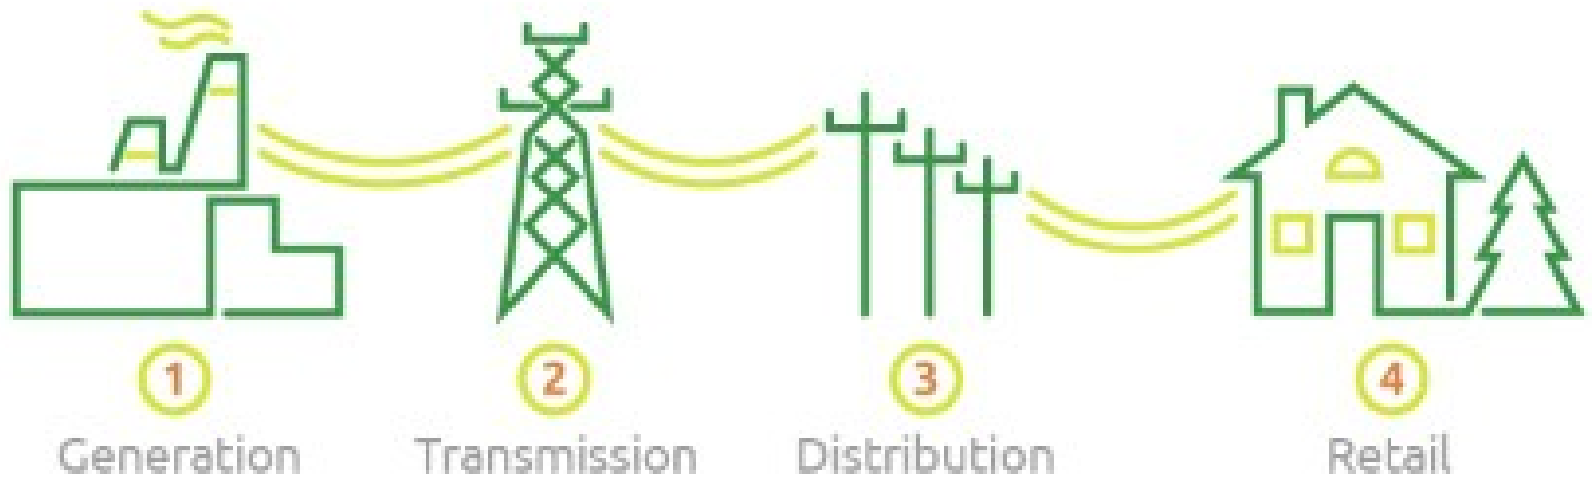 1
Generation
2
Transmission
3
Distribution
4
Retail